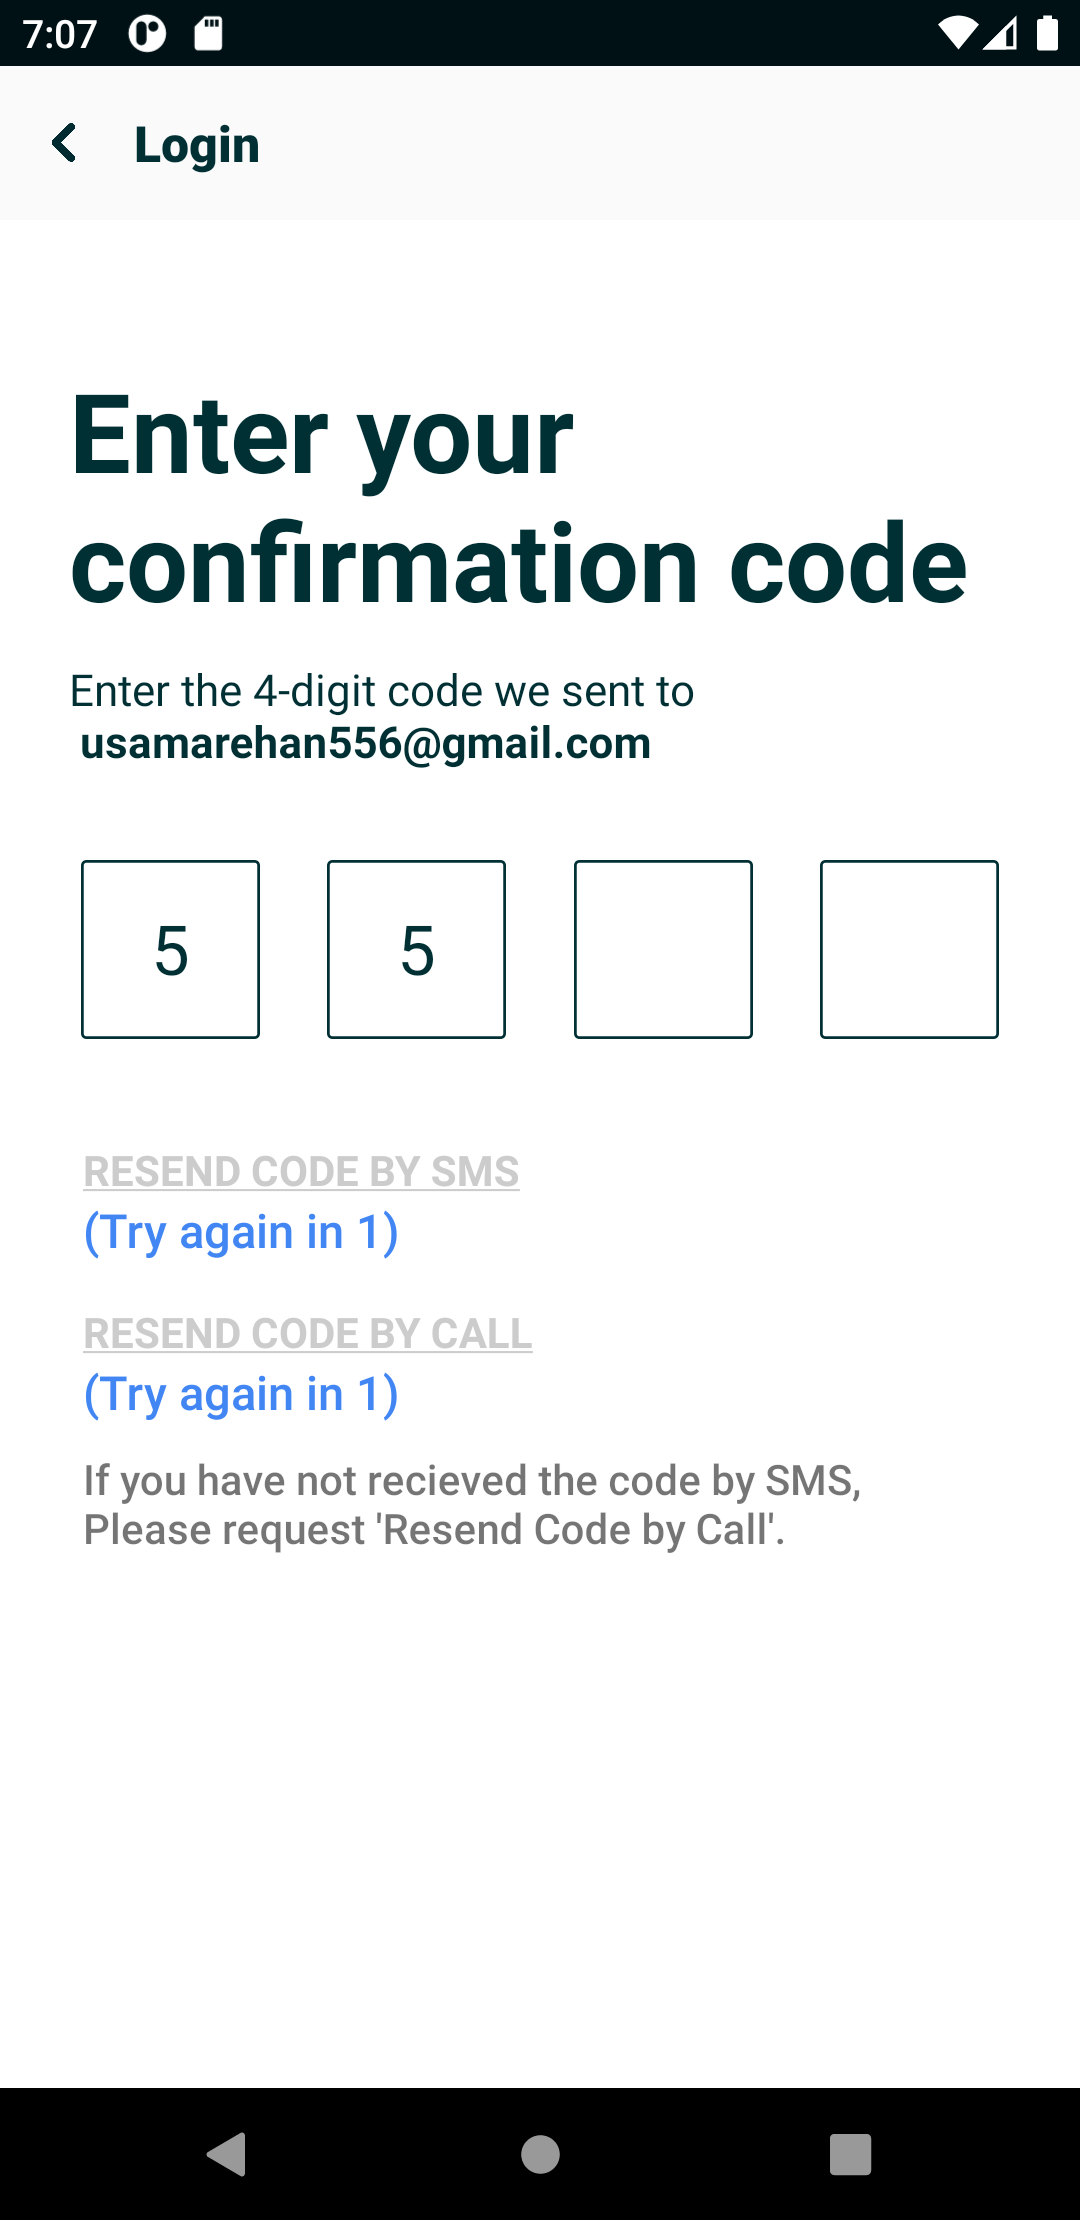 7:07
Login
Enter your
confirmation code
Enter the 4-digit code we sent to
usamarehan556@gmail.com
5 5
RESEND CODE BY SMS
(Try again in 1)
RESEND CODE BY CALL
(Try again in 1)
If you have not recieved the code by SMS,
Please request 'Resend Code by Call'.